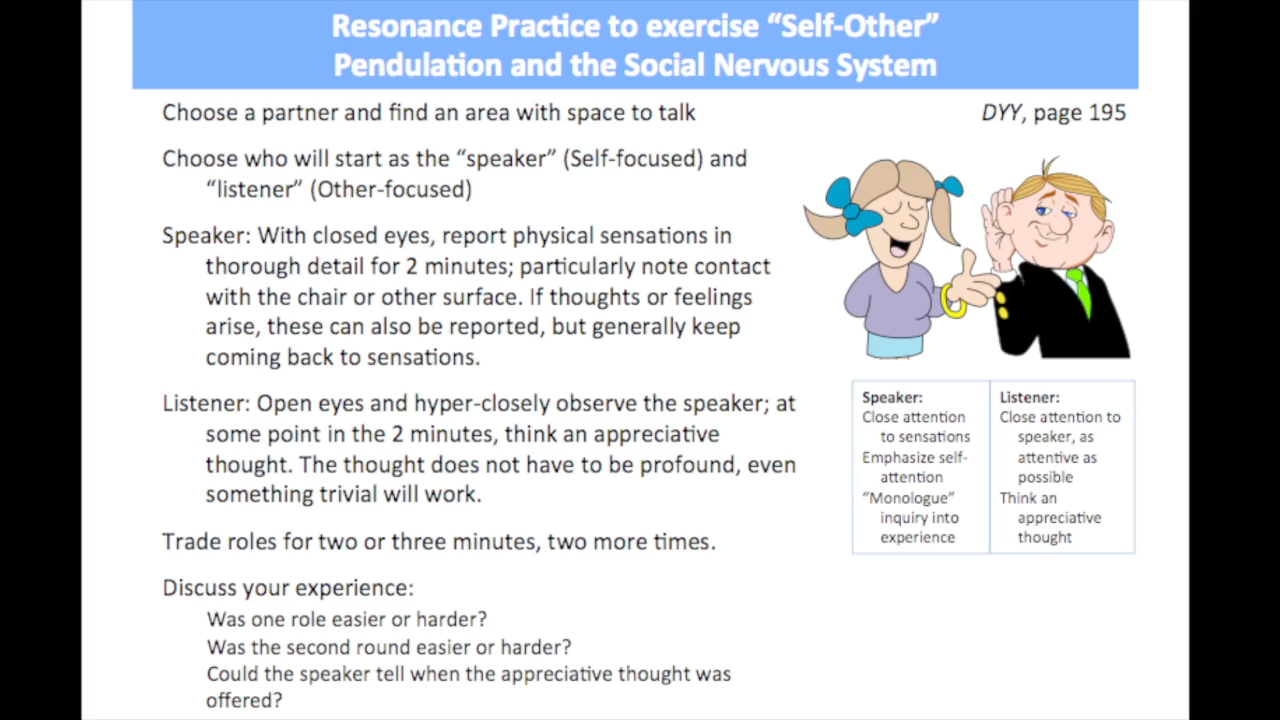 Resonance Practice to exercise “Self-Other”
Pendulation and the Social Nervous System
Choose a partner and find an area with space to talk
DYY, page 195
Choose who will start as the “speaker” (Self-focused) and
“listener” (Other-focused)
Speaker: With closed eyes, report physical sensations in
thorough detail for 2 minutes; particularly note contact
with the chair or other surface. If thoughts or feelings
arise, these can also be reported, but generally keep
coming back to sensations.
Listener: Open eyes and hyper-closely observe the speaker; at
some point in the 2 minutes, think an appreciative
thought. The thought does not have to be profound, even
something trivial will work.
Trade roles for two or three minutes, two more times.
Discuss your experience:
Was one role easier or harder?
Was the second round easier or harder?
Could the speaker tell when the appreciative thought was
offered?
Speaker:
Close attention
to sensations
Emphasize self-
attention
“Monologue”
inquiry into
experience
Listener:
Close attention to
speaker, as
attentive as
possible
Think an
appreciative
thought